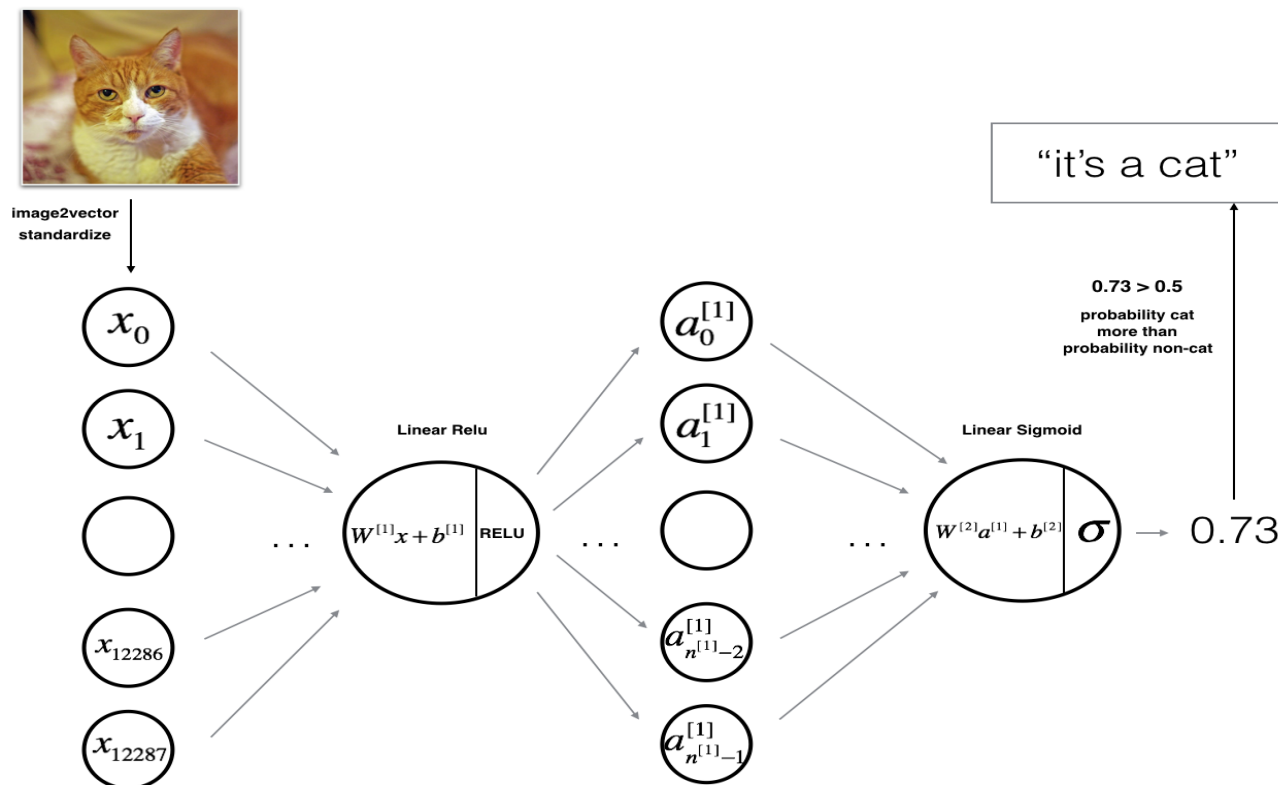 image2vector
standardize
“it’s a cat”
0.73 > 0.5
probability cat
more than
probability non-cat
x₀
x₁
x₁₂₂₈₆
x₁₂₂₈₇
. . .
Linear Relu
W^[1]x + b^[1]
RELU
. . .
a₀^[1]
a₁^[1]
a^[1]_{n^[1]−2}
a^[1]_{n^[1]−1}
. . .
Linear Sigmoid
W^[2]a^[1] + b^[2]
σ
0.73